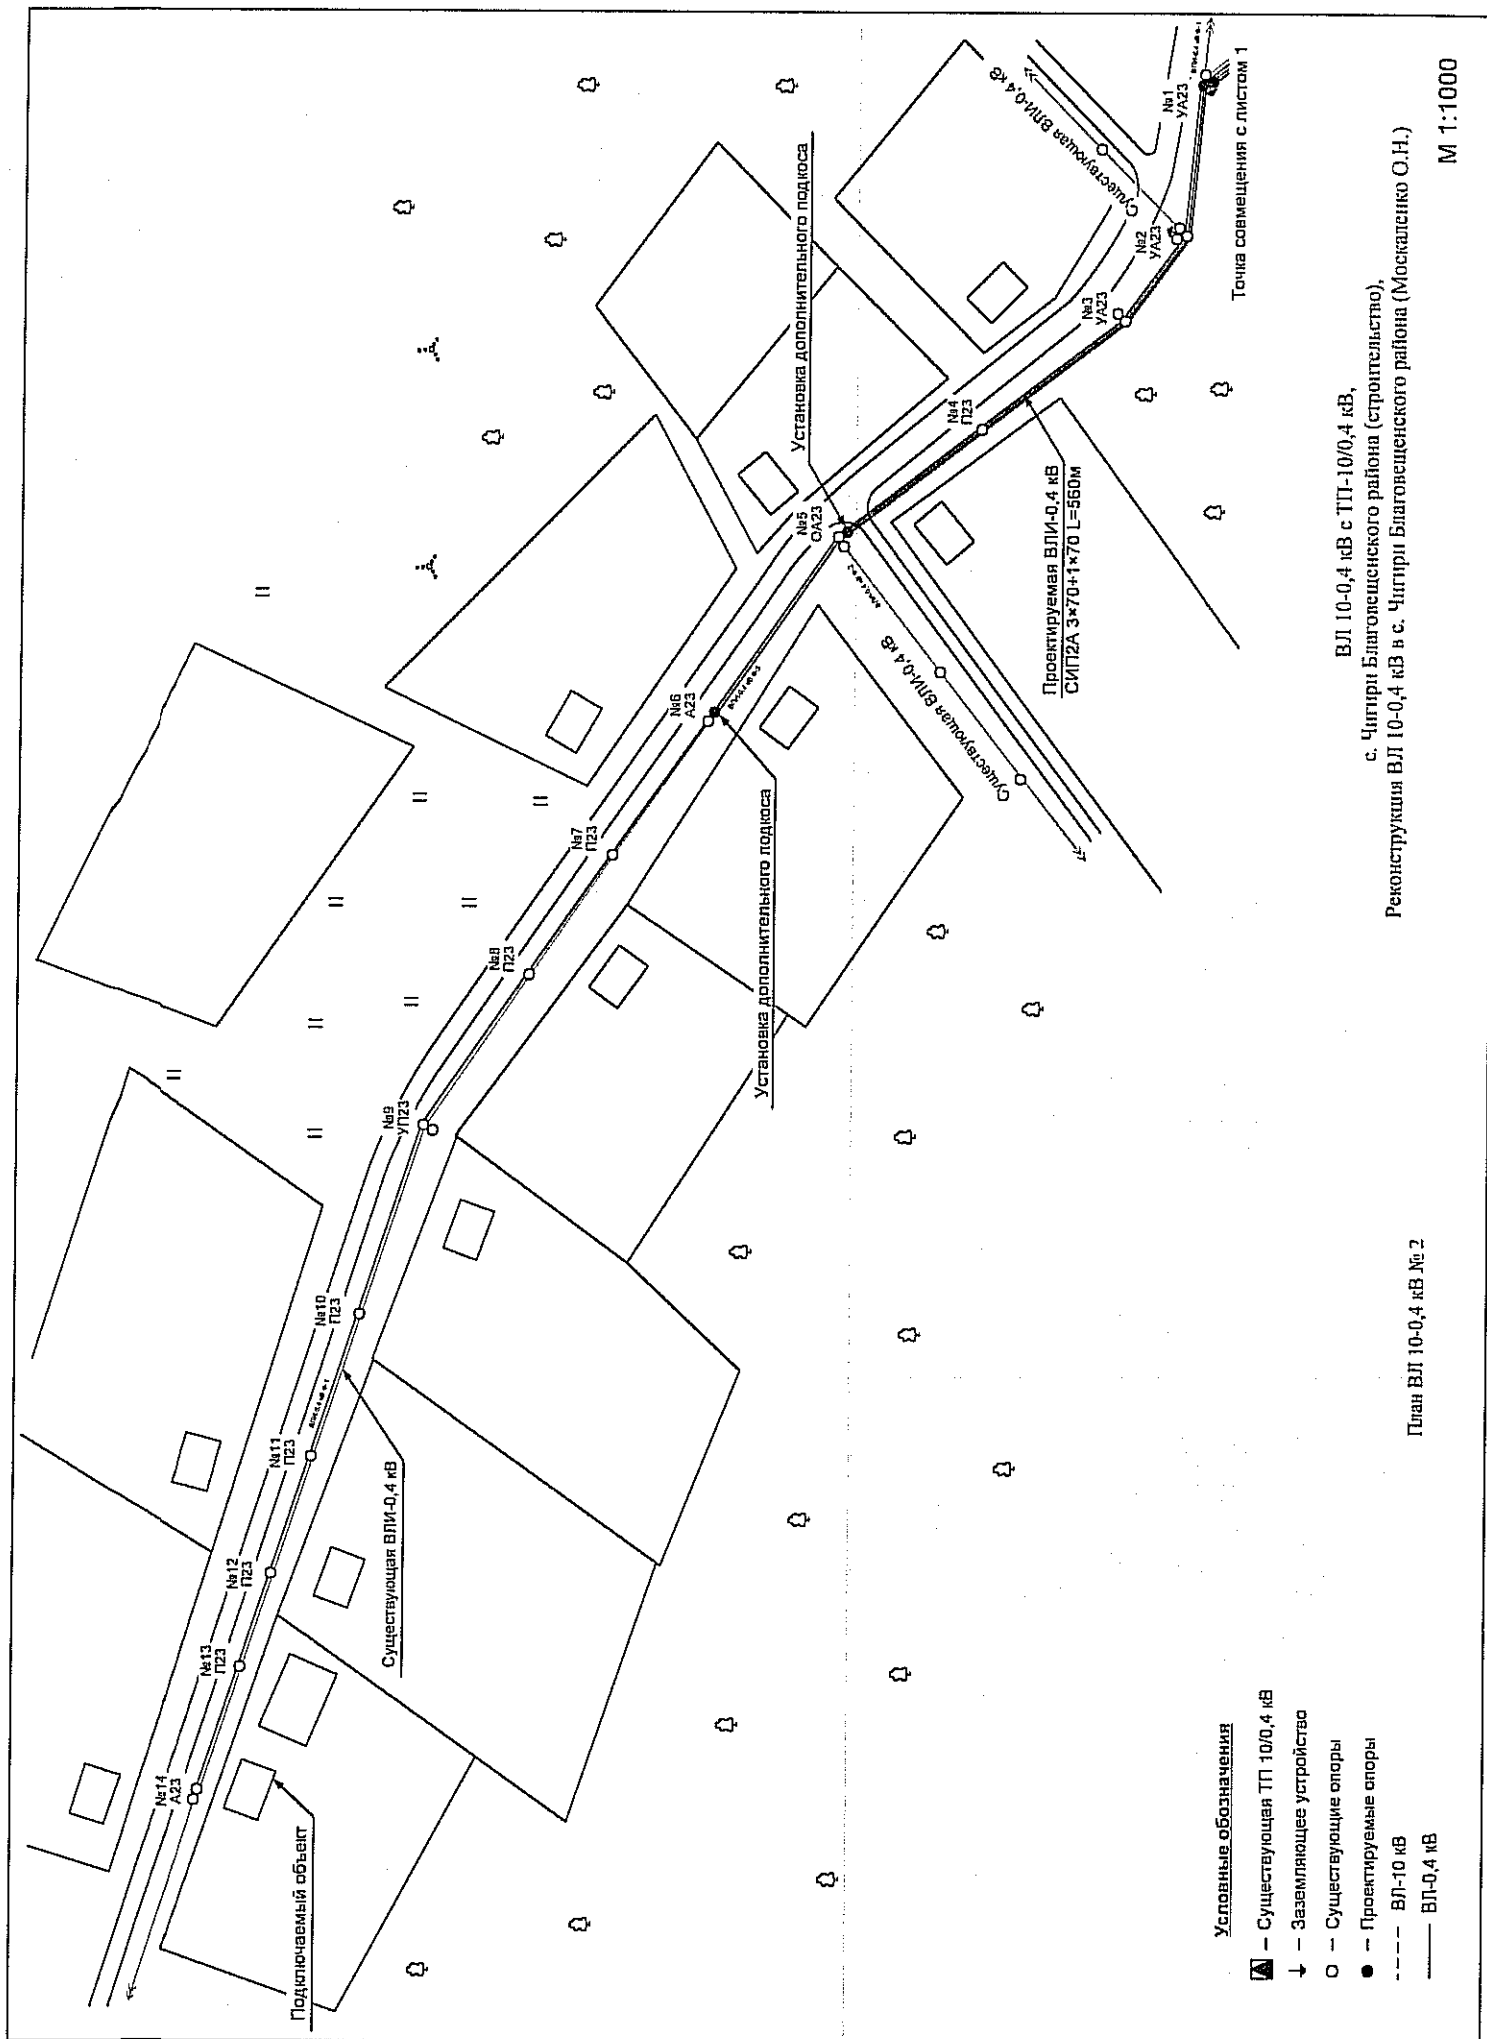 №14
А23
№13
П23
№12
П23
№11
П23
№10
П23
№9
УП23
№8
П23
№7
П23
№6
А23
№5
ОА23
№4
П23
№3
УА23
№2
УА23
№1
УА23
Подключаемый объект
Существующая ВЛИ-0,4 кВ
Установка дополнительного подкоса
Установка дополнительного подкоса
Существующая ВЛИ-0,4 кВ
Существующая ВЛИ-0,4 кВ
Проектируемая ВЛИ-0,4 кВ
СИП2А 3×70+1×70 L=560м
Точка совмещения с листом 1
Условные обозначения
– Существующая ТП 10/0,4 кВ
– Заземляющее устройство
– Существующие опоры
– Проектируемые опоры
ВЛ-10 кВ
ВЛ-0,4 кВ
План ВЛ 10-0,4 кВ № 2
ВЛ 10-0,4 кВ с ТП-10/0,4 кВ,
с. Чигири Благовещенского района (строительство),
Реконструкция ВЛ 10-0,4 кВ в с. Чигири Благовещенского района (Москаленко О.Н.)
М 1:1000